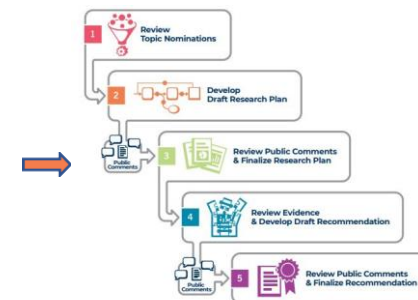 1
Review
Topic Nominations
2
Develop
Draft Research Plan
Public
Comments
3
Review Public Comments
& Finalize Research Plan
4
Review Evidence
& Develop Draft Recommendation
Public
Comments
5
Review Public Comments
& Finalize Recommendation